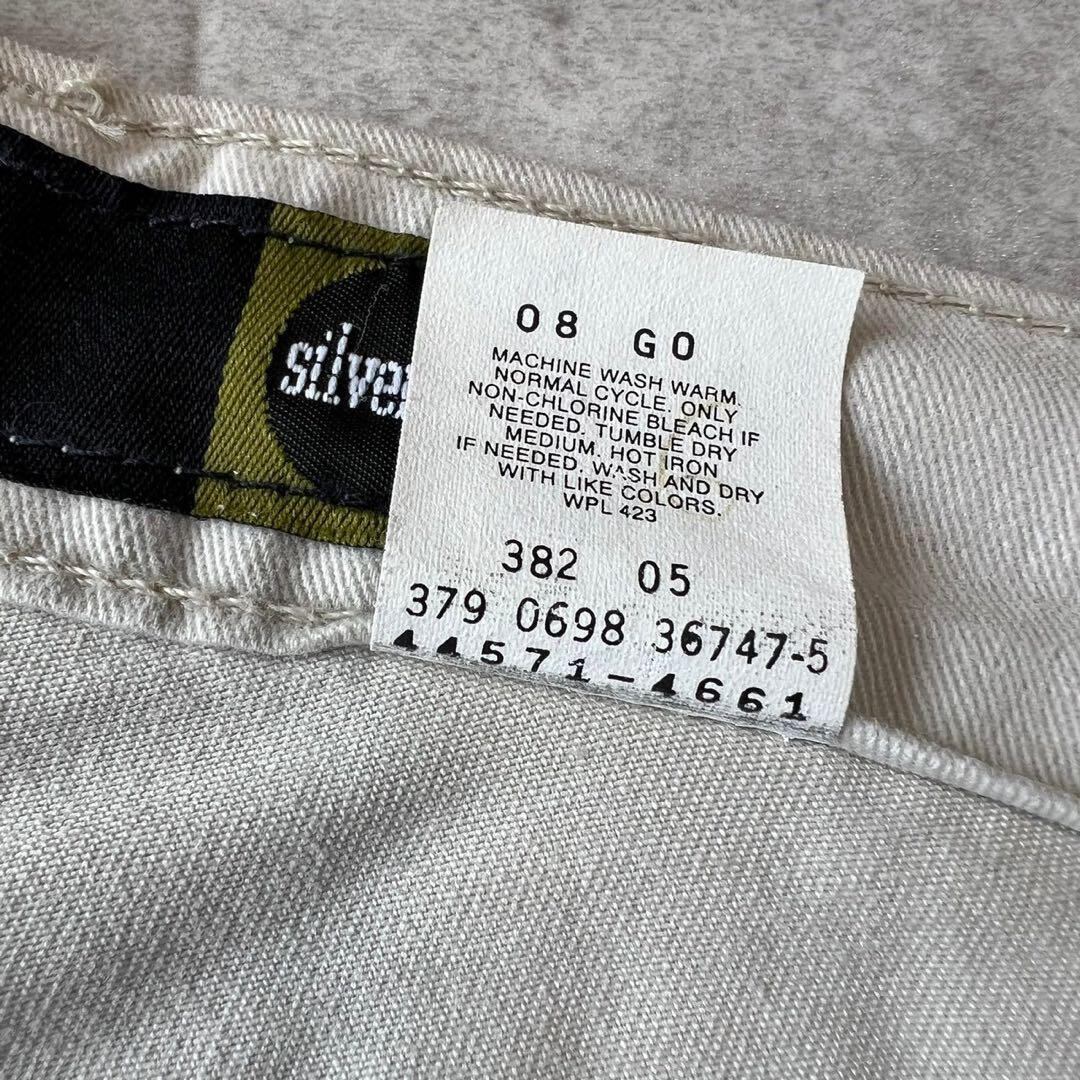 silver
08 GO
MACHINE WASH WARM.
NORMAL CYCLE. ONLY
NON-CHLORINE BLEACH IF
NEEDED. TUMBLE DRY
MEDIUM. HOT IRON
IF NEEDED. WASH AND DRY
WITH LIKE COLORS.
WPL 423
382 05
379 0698 36747-5
44571-4661